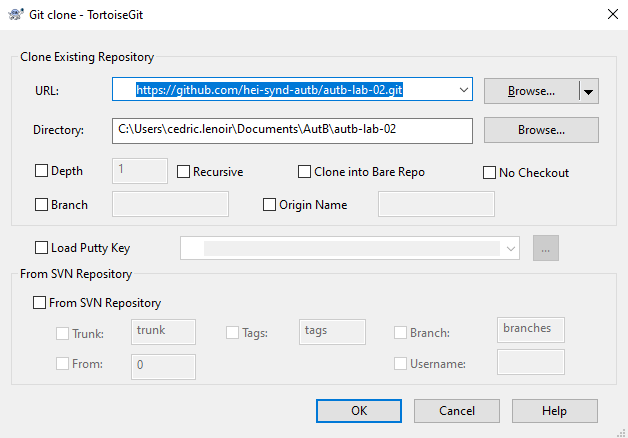 Git clone - TortoiseGit
Clone Existing Repository
URL: https://github.com/hei-synd-autb/autb-lab-02.git Browse...
Directory: C:\Users\cedric.lenoir\Documents\AutB\autb-lab-02 Browse...
Depth 1 Recursive Clone into Bare Repo No Checkout
Branch Origin Name
Load Putty Key ...
From SVN Repository
From SVN Repository
Trunk: trunk Tags: tags Branch: branches
From: 0 Username:
OK Cancel Help